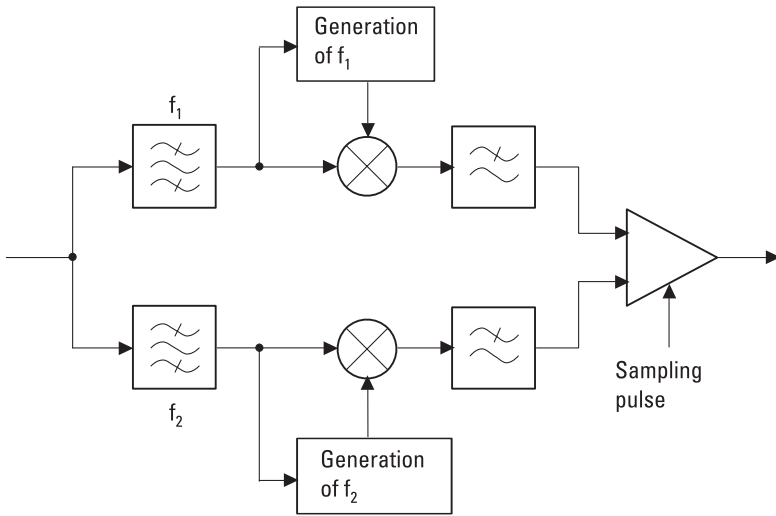 Generation
of f₁
f₁
f₂
Sampling
pulse
Generation
of f₂